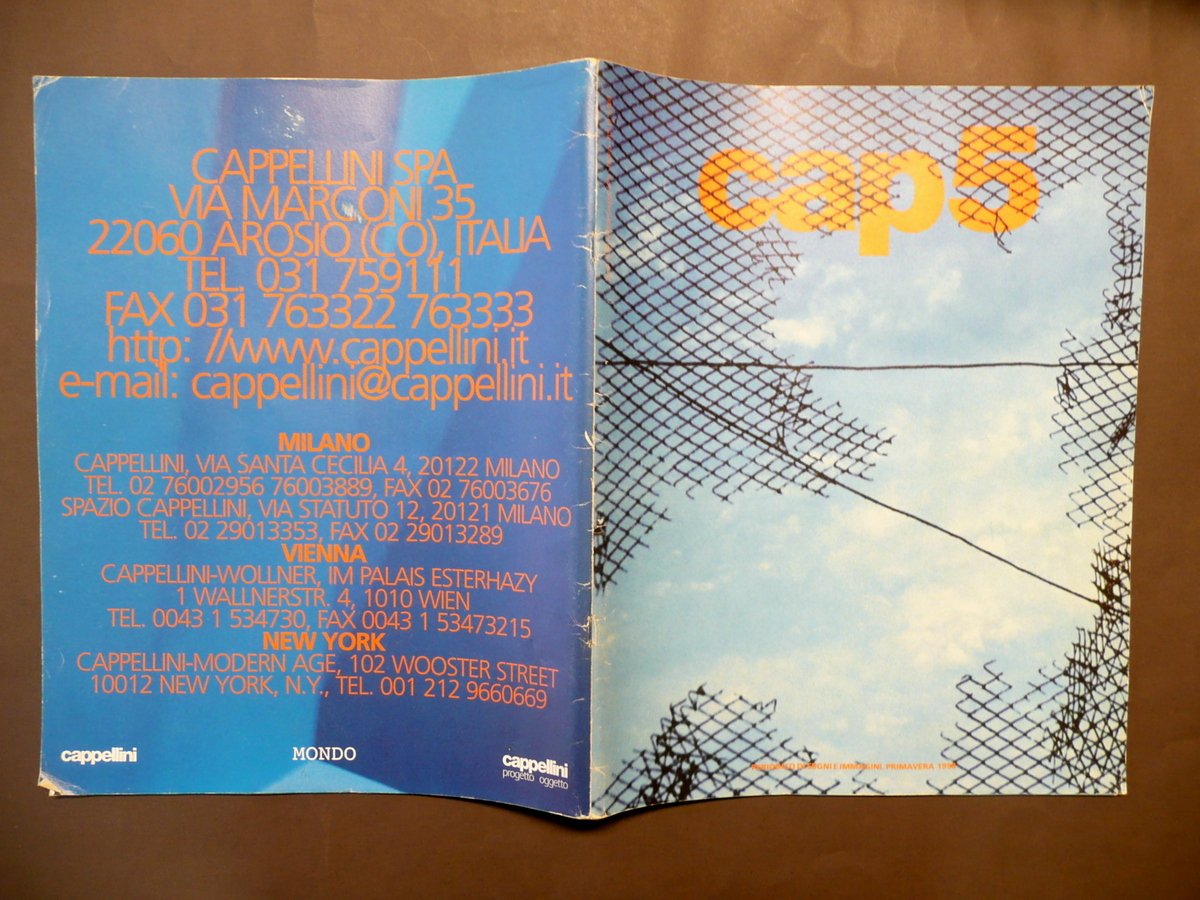 CAPPELLINI SPA
VIA MARCONI 35
22060 AROSIO (CO), ITALIA
TEL. 031 759111
FAX 031 763322 763333
http: //www.cappellini.it
e-mail: cappellini@cappellini.it
MILANO
CAPPELLINI, VIA SANTA CECILIA 4, 20122 MILANO
TEL. 02 76002956 76003889, FAX 02 76003676
SPAZIO CAPPELLINI, VIA STATUTO 12, 20121 MILANO
TEL. 02 29013353, FAX 02 29013289
VIENNA
CAPPELLINI-WOLLNER, IM PALAIS ESTERHAZY
1 WALLNERSTR. 4, 1010 WIEN
TEL. 0043 1 534730, FAX 0043 1 53473215
NEW YORK
CAPPELLINI-MODERN AGE, 102 WOOSTER STREET
10012 NEW YORK, N.Y., TEL. 001 212 9660669
cappellini
MONDO
cappellini
progetto oggetto
cap5
E IMMAGINI. PRIMAVERA